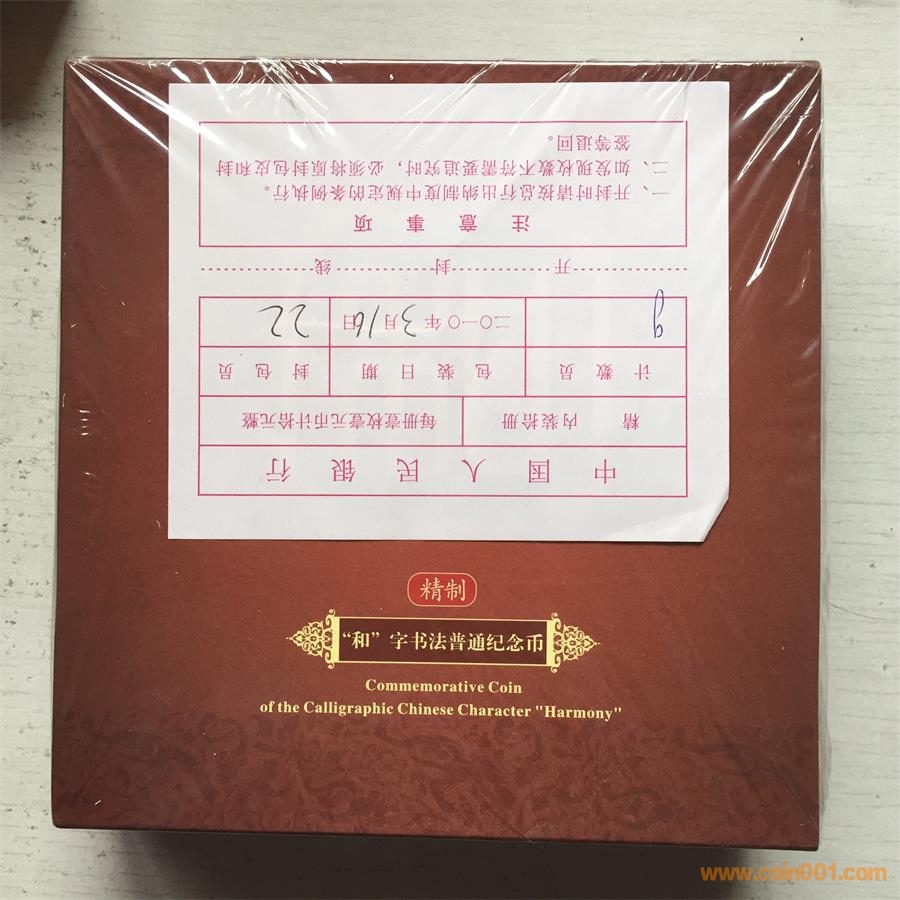 中国人民银行
精 内装拾册 每册壹枚壹元币计拾元整
计数员 包装日期 封包员
二〇一〇年3月16日 22
开封线
注意事项
一、开封时请按总行出纳制度中规定的条例执行。
二、如发现枚数不符需要追究时，必须将原封包皮和封
签等退回。
精制
“和”字书法普通纪念币
Commemorative Coin
of the Calligraphic Chinese Character "Harmony"
www.csin001.com